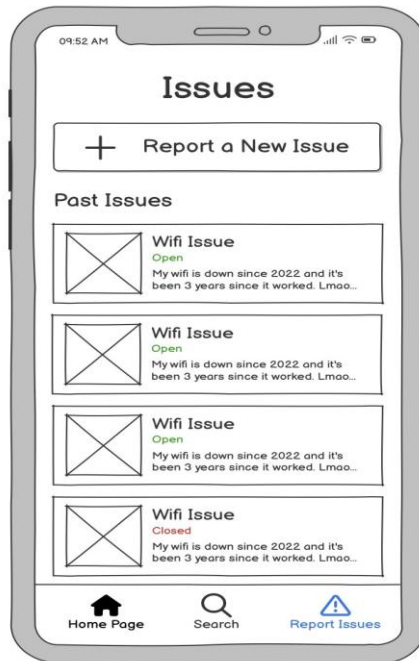 09:52 AM
Issues
+ Report a New Issue
Past Issues
Wifi Issue
Open
My wifi is down since 2022 and it's
been 3 years since it worked. Lmao...
Wifi Issue
Open
My wifi is down since 2022 and it's
been 3 years since it worked. Lmao...
Wifi Issue
Open
My wifi is down since 2022 and it's
been 3 years since it worked. Lmao...
Wifi Issue
Closed
My wifi is down since 2022 and it's
been 3 years since it worked. Lmao...
Home Page Search Report Issues